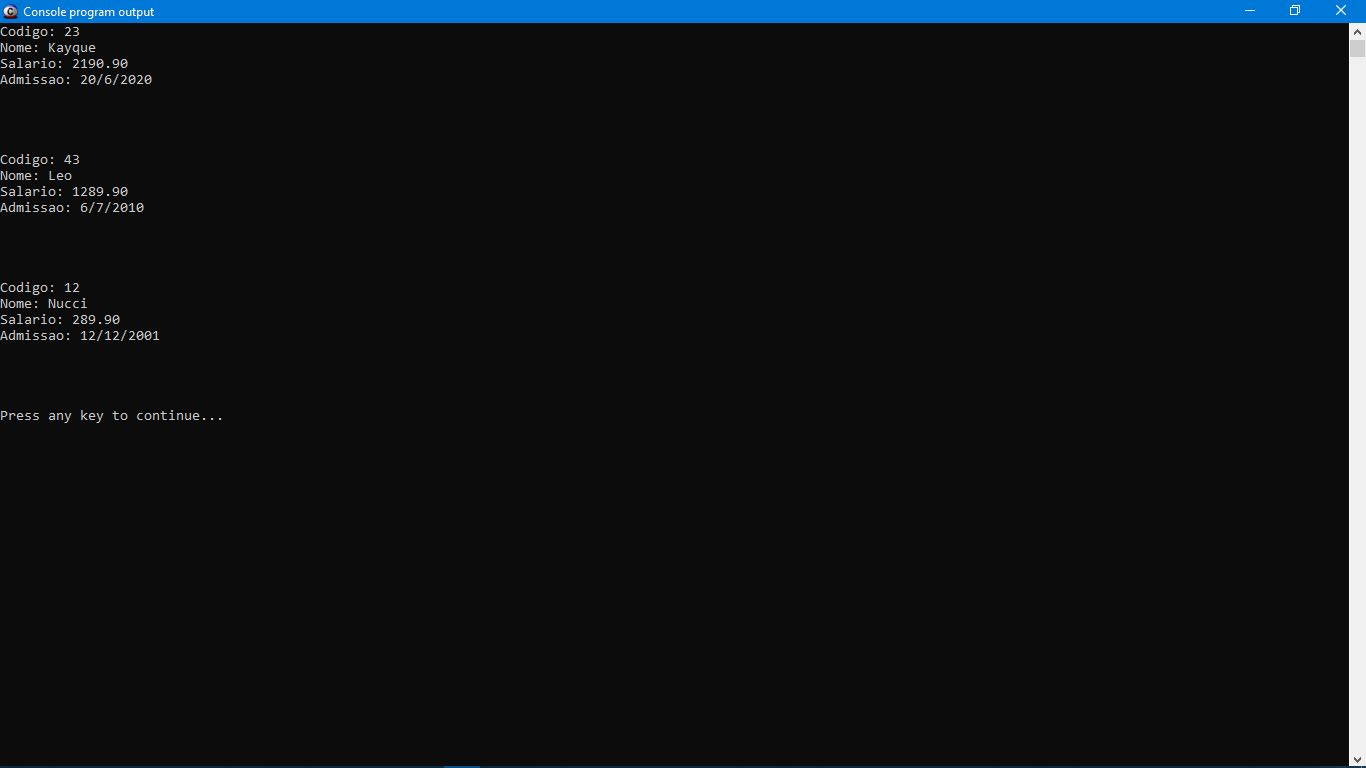 Console program output
Codigo: 23
Nome: Kayque
Salario: 2190.90
Admissao: 20/6/2020
Codigo: 43
Nome: Leo
Salario: 1289.90
Admissao: 6/7/2010
Codigo: 12
Nome: Nucci
Salario: 289.90
Admissao: 12/12/2001
Press any key to continue...